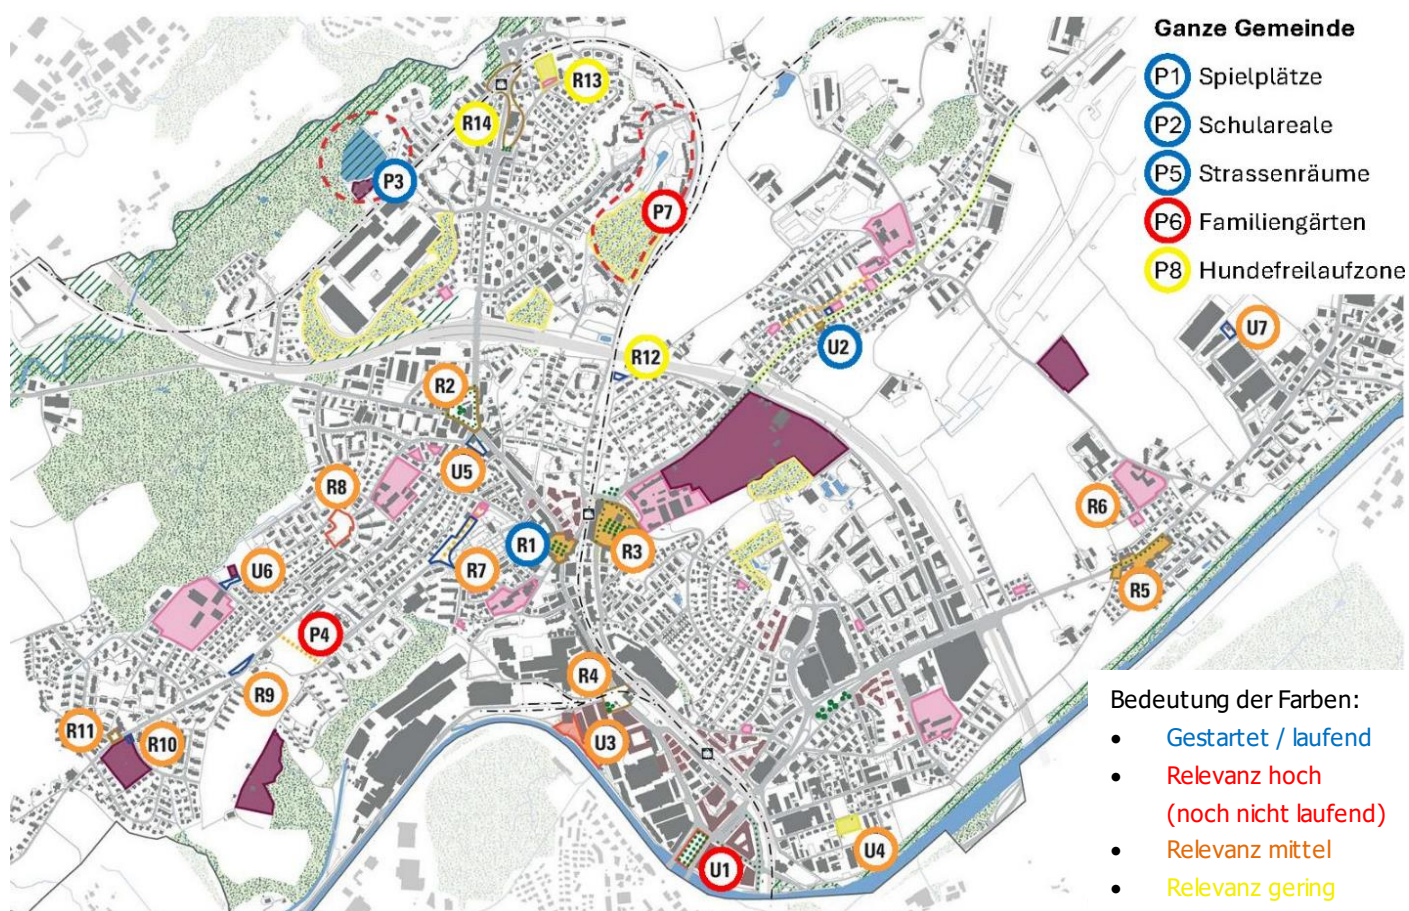 Ganze Gemeinde
P1 Spielplätze
P2 Schulareale
P5 Strassenräume
P6 Familiengärten
P8 Hundefreilaufzone
R13
R14
P3
P7
U7
U2
R12
R2
U5
R8
R6
R1
R3
R7
U6
R5
P4
R4
R9
R11
R10
U3
U4
U1
Bedeutung der Farben:
• Gestartet / laufend
• Relevanz hoch
(noch nicht laufend)
• Relevanz mittel
• Relevanz gering